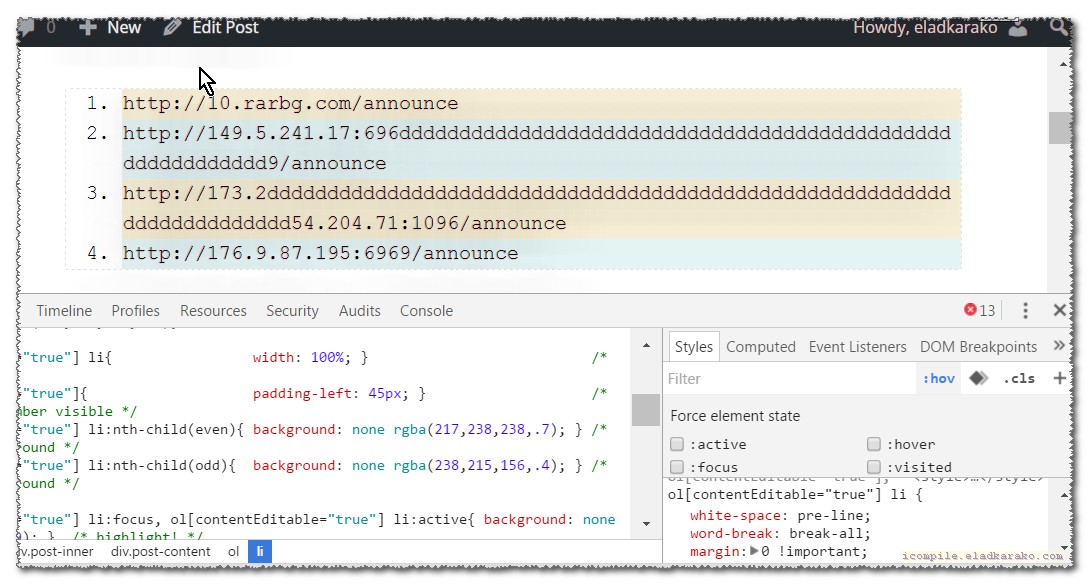 0 New Edit Post Howdy, eladkarako
1. http://10.rarbg.com/announce
2. http://149.5.241.17:696dddddddddddddddddddddddddddddddddddddddddddddd
dddddddddddd9/announce
3. http://173.2ddddddddddddddddddddddddddddddddddddddddddddddddddddddddd
dddddddddddddd54.204.71:1096/announce
4. http://176.9.87.195:6969/announce
Timeline Profiles Resources Security Audits Console 13
"true"] li{ width: 100%; } /*
"true"]{ padding-left: 45px; } /*
mber visible */
"true"] li:nth-child(even){ background: none rgba(217,238,238,.7); } /*
ound */
"true"] li:nth-child(odd){ background: none rgba(238,215,156,.4); } /*
ound */
"true"] li:focus, ol[contentEditable="true"] li:active{ background: none
); } /* highlight! */
v.post-inner div.post-content ol li
Styles Computed Event Listeners DOM Breakpoints »
Filter :hov .cls +
Force element state
:active :hover
:focus :visited
ol[contentEditable="true"] li {
white-space: pre-line;
word-break: break-all;
margin: 0 !important;
icompile.eladkarako.com